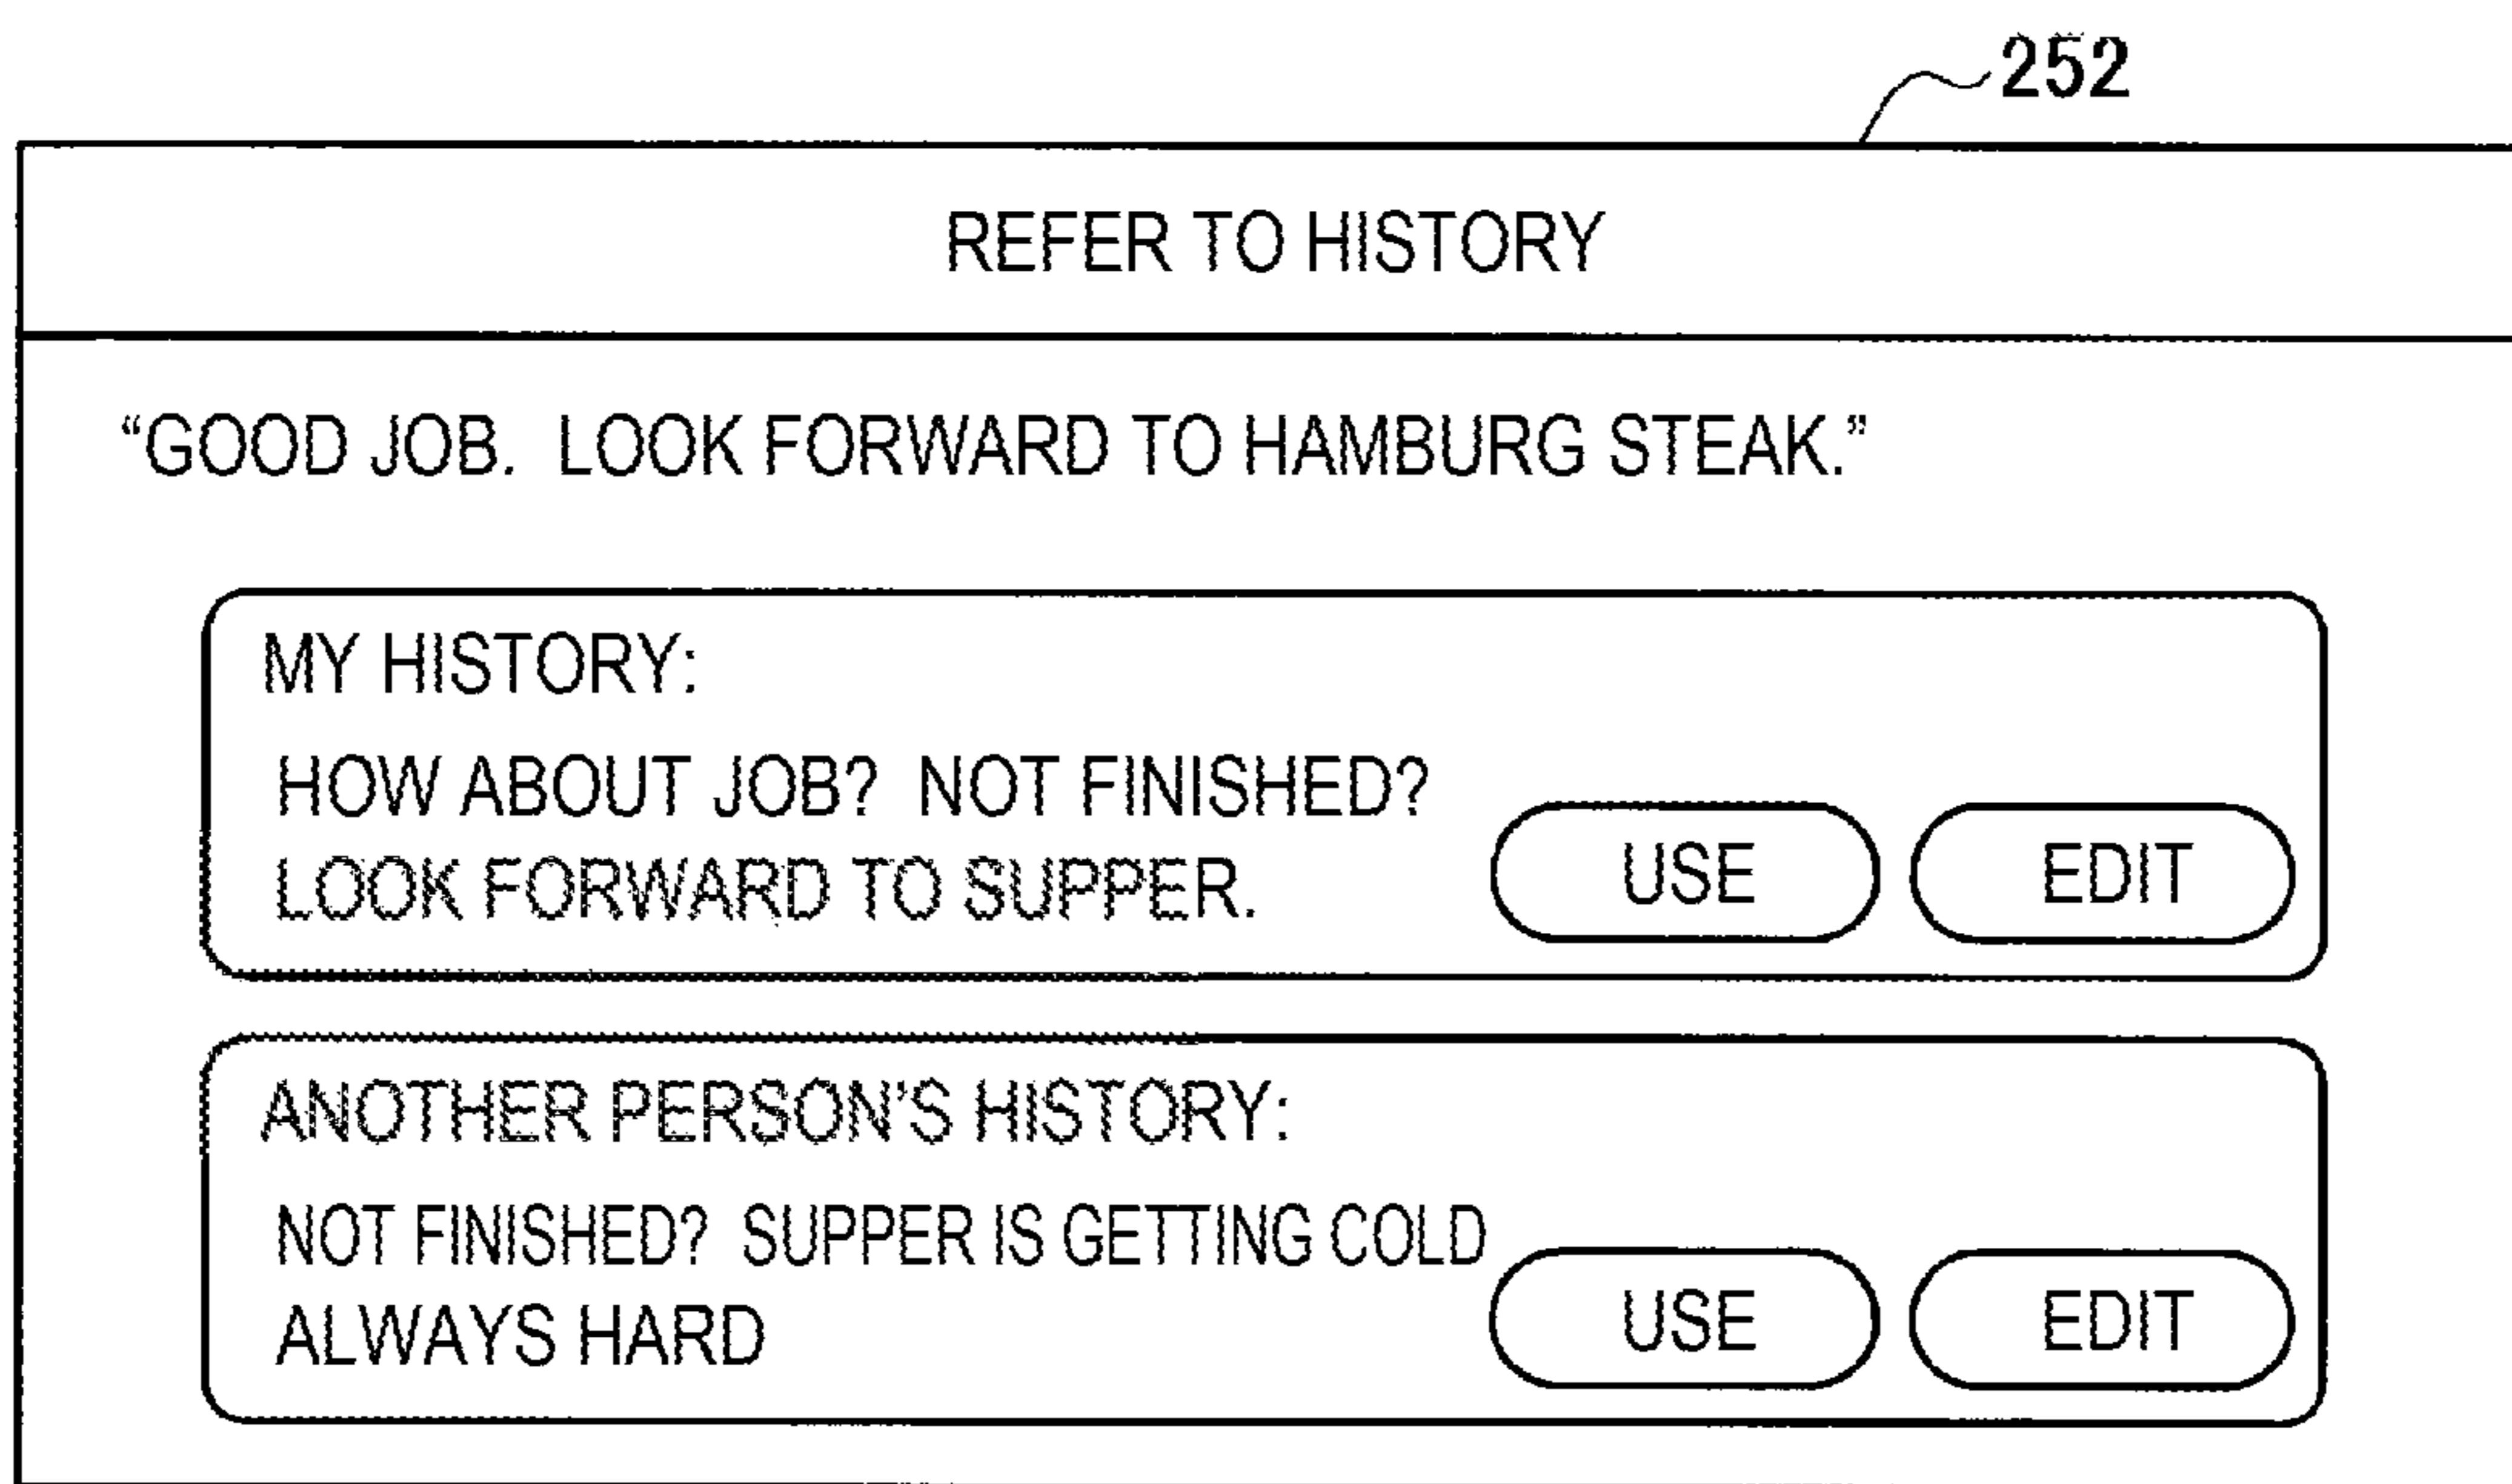 252
REFER TO HISTORY
“GOOD JOB. LOOK FORWARD TO HAMBURG STEAK.”
MY HISTORY:
HOW ABOUT JOB? NOT FINISHED?
LOOK FORWARD TO SUPPER.
USE EDIT
ANOTHER PERSON'S HISTORY:
NOT FINISHED? SUPPER IS GETTING COLD
ALWAYS HARD
USE EDIT